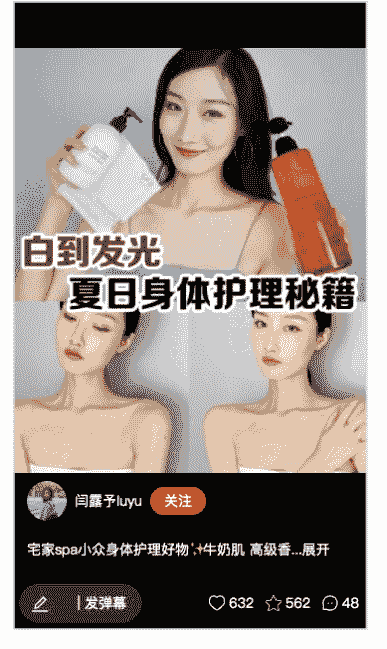 白到发光
夏日身体护理秘籍
闫露予luyu 关注
宅家spa小众身体护理好物✨牛奶肌 高级香...展开
发弹幕 632 562 48